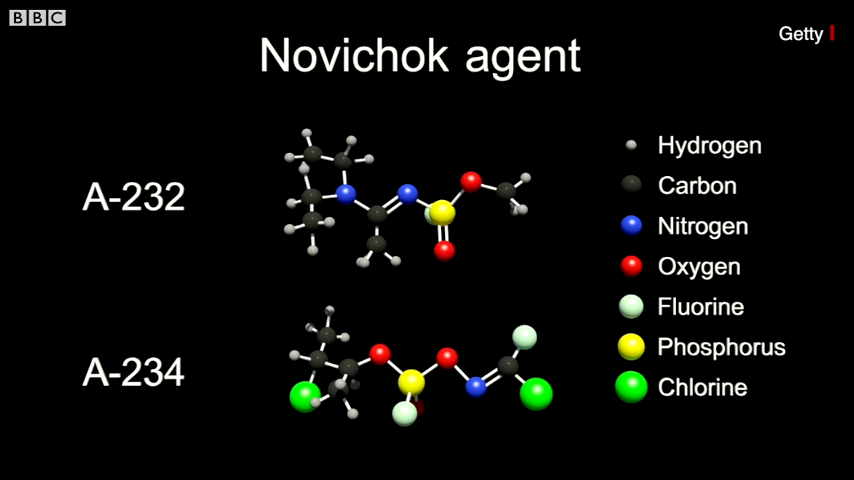 BBC
Getty
Novichok agent
A-232
A-234
Hydrogen
Carbon
Nitrogen
Oxygen
Fluorine
Phosphorus
Chlorine